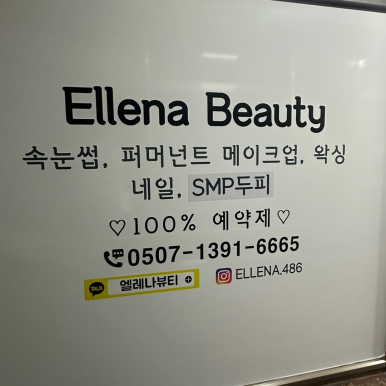 Ellena Beauty
속눈썹, 퍼머넌트 메이크업, 왁싱
네일, SMP두피
♡100% 예약제♡
0507-1391-6665
TALK 엘레나뷰티 ELLENA.486